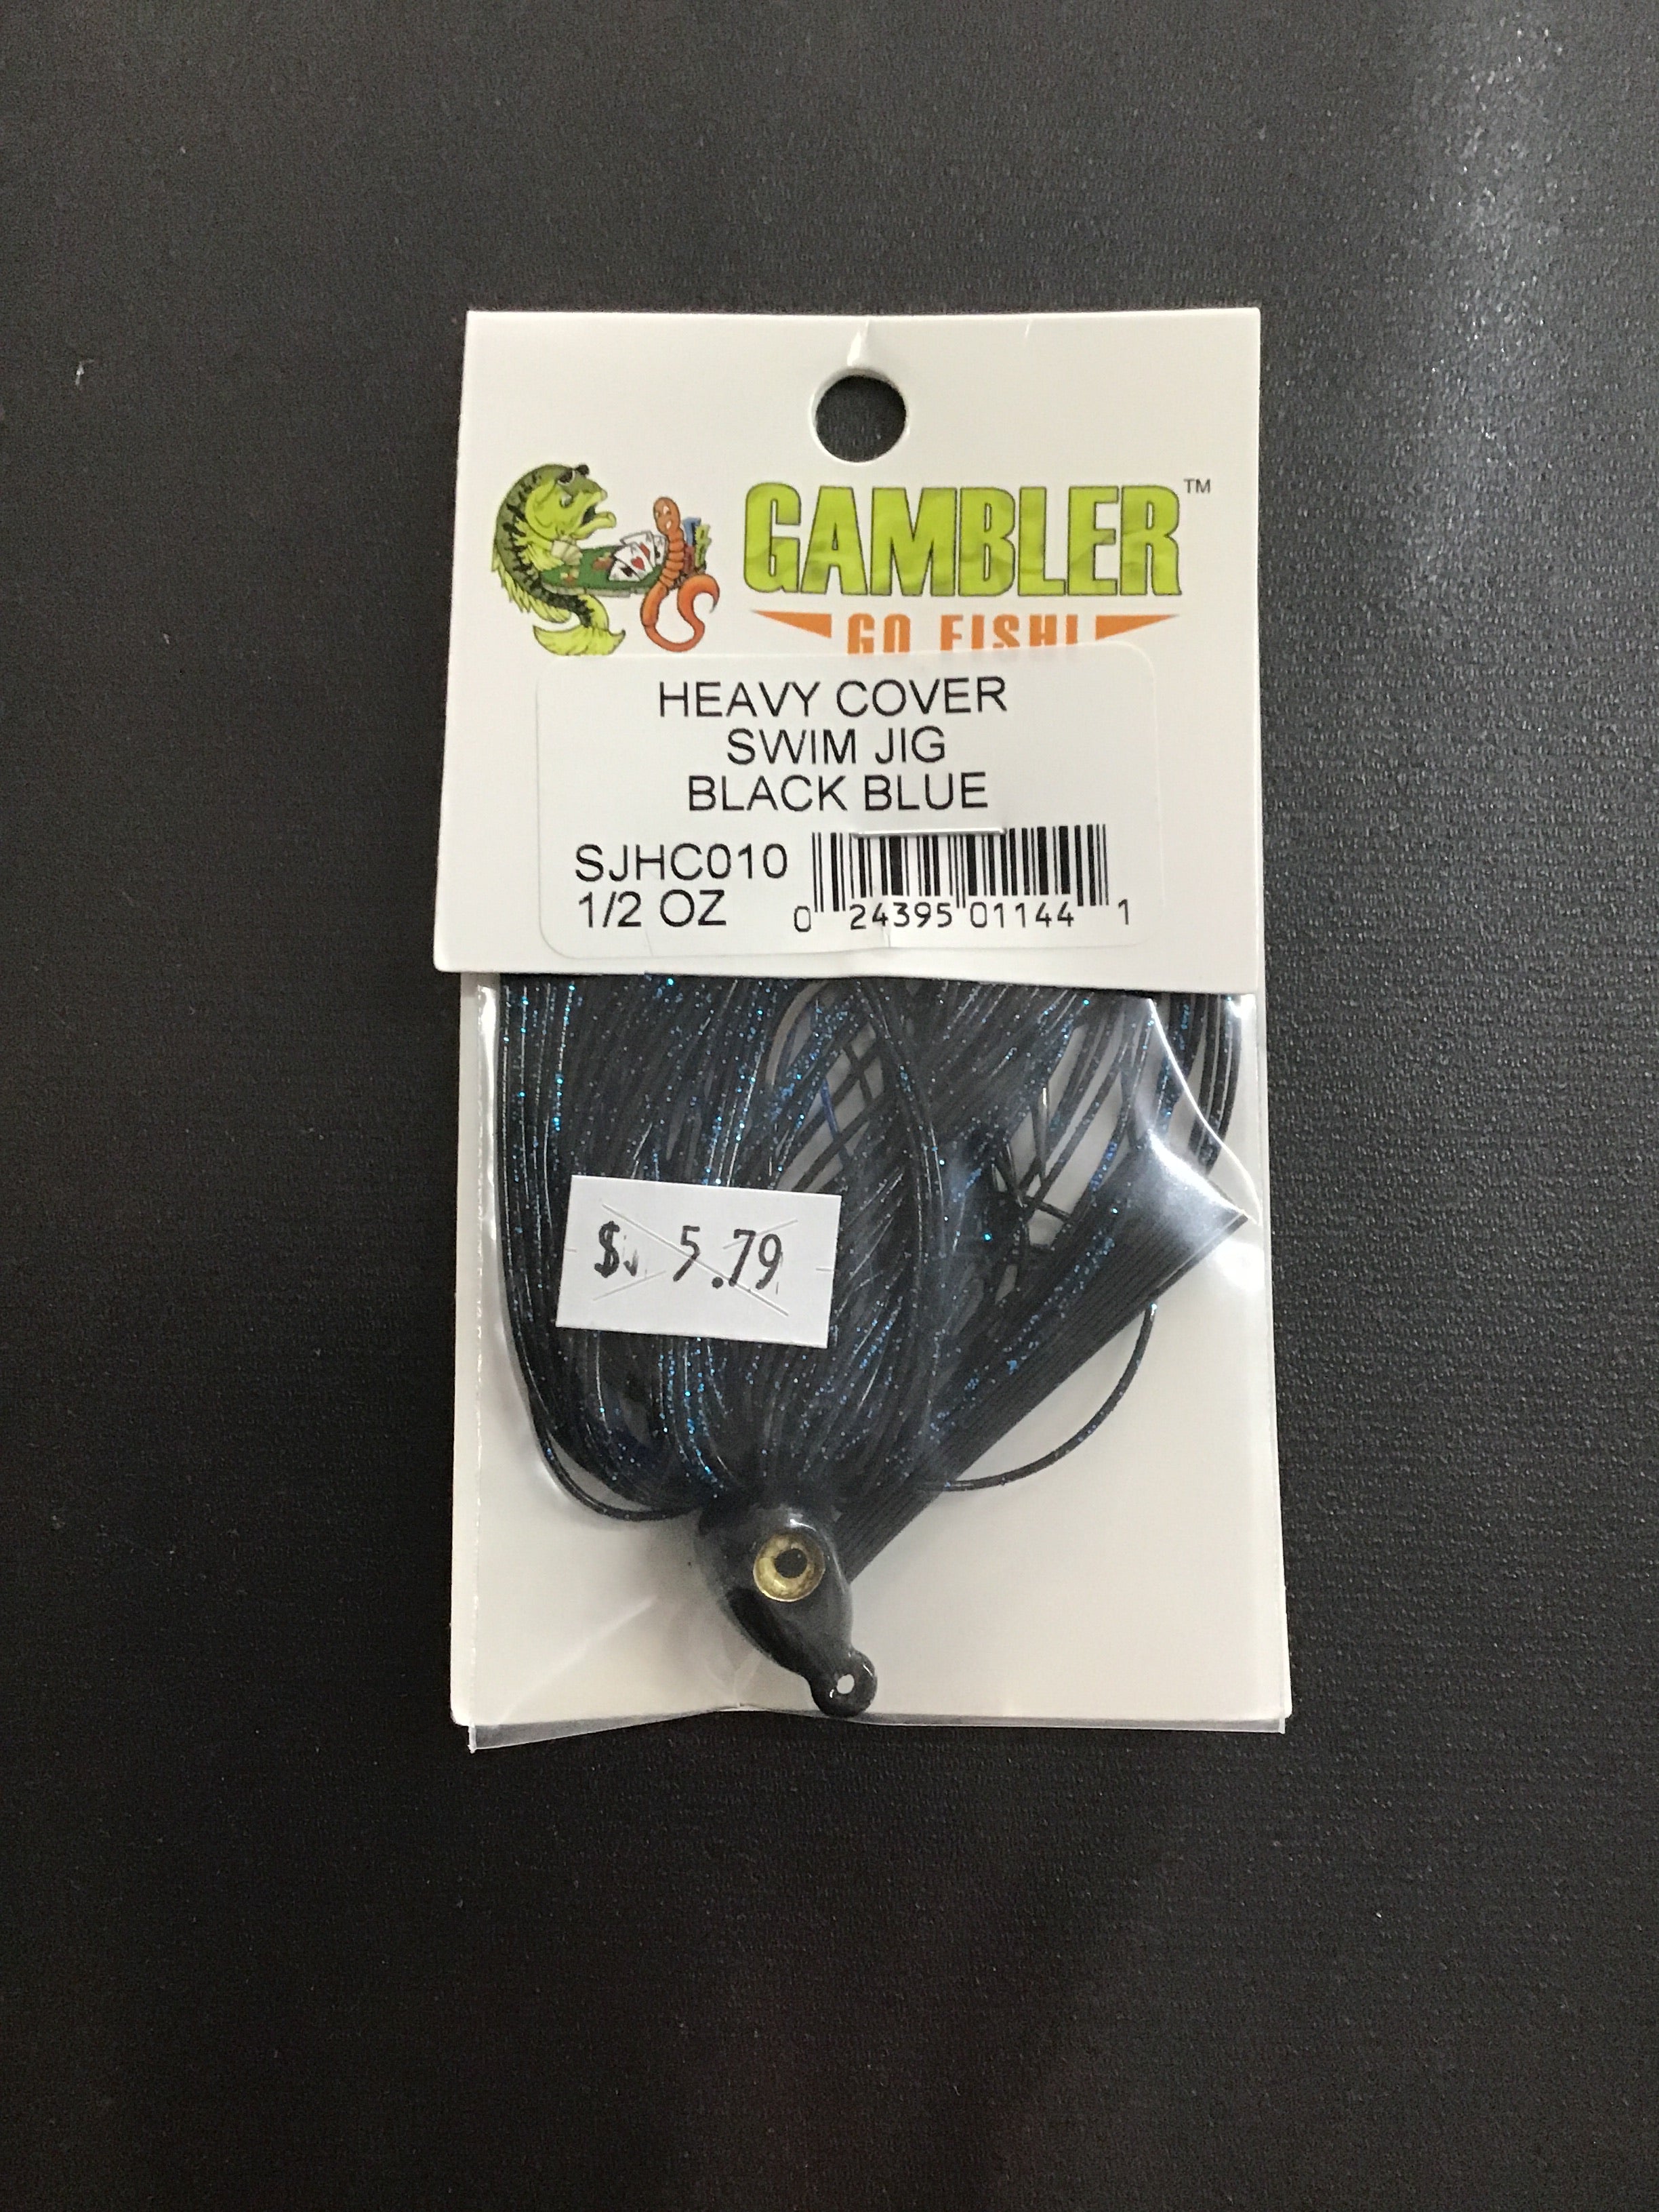 GAMBLER™
GO FISH!
HEAVY COVER
SWIM JIG
BLACK BLUE
SJHC010
1/2 OZ
0 24395 01144 1
$ 5.79